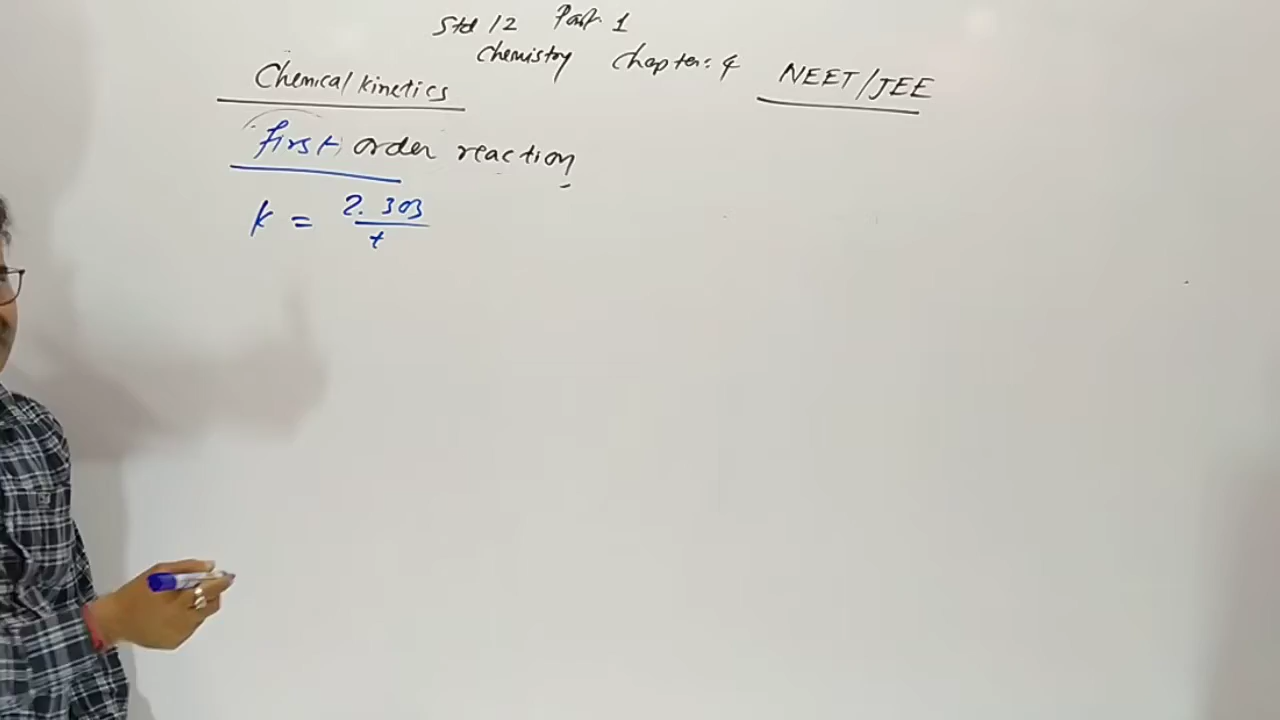 Std 12 Part 1
Chemistry Chapter: 4
NEET/JEE
Chemical kinetics
first order reaction
k = 2.303 / t